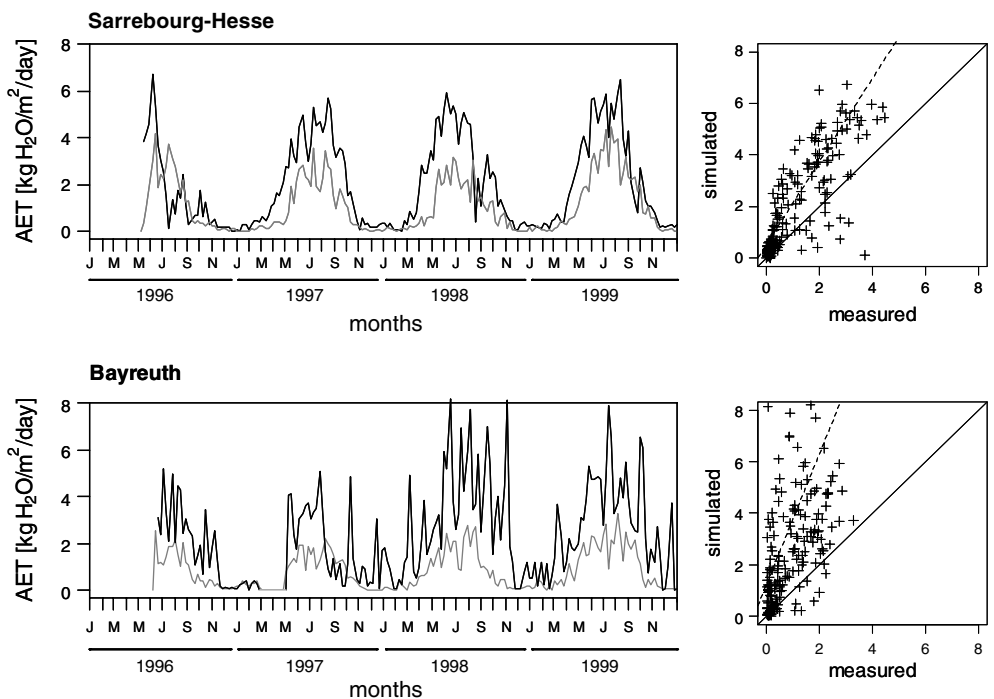 Sarrebourg-Hesse
AET [kg H₂O/m²/day]
8
6
4
2
0
J M M J S N J M M J S N J M M J S N J M M J S N
1996 1997 1998 1999
months
simulated
8
6
4
2
0
0 2 4 6 8
measured
Bayreuth
AET [kg H₂O/m²/day]
8
6
4
2
0
J M M J S N J M M J S N J M M J S N J M M J S N
1996 1997 1998 1999
months
simulated
8
6
4
2
0
0 2 4 6 8
measured